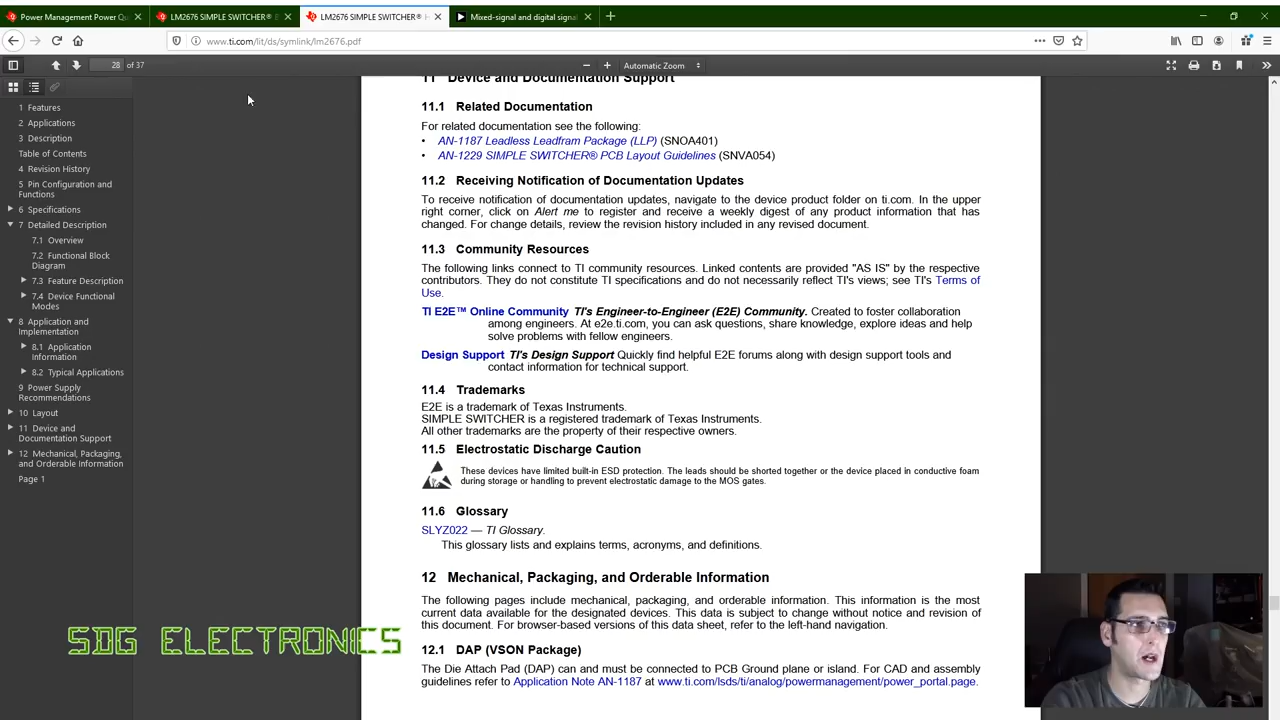 Power Management Power Qu
LM2676 SIMPLE SWITCHER®
LM2676 SIMPLE SWITCHER®
Mixed-signal and digital signal
www.ti.com/lit/ds/symlink/lm2676.pdf
28 of 37
Automatic Zoom
1 Features
2 Applications
3 Description
Table of Contents
4 Revision History
5 Pin Configuration and
Functions
6 Specifications
7 Detailed Description
7.1 Overview
7.2 Functional Block
Diagram
7.3 Feature Description
7.4 Device Functional
Modes
8 Application and
Implementation
8.1 Application
Information
8.2 Typical Applications
9 Power Supply
Recommendations
10 Layout
11 Device and
Documentation Support
12 Mechanical, Packaging,
and Orderable Information
Page 1
11 Device and Documentation Support
11.1 Related Documentation
For related documentation see the following:
• AN-1187 Leadless Leadfram Package (LLP) (SNOA401)
• AN-1229 SIMPLE SWITCHER® PCB Layout Guidelines (SNVA054)
11.2 Receiving Notification of Documentation Updates
To receive notification of documentation updates, navigate to the device product folder on ti.com. In the upper
right corner, click on Alert me to register and receive a weekly digest of any product information that has
changed. For change details, review the revision history included in any revised document.
11.3 Community Resources
The following links connect to TI community resources. Linked contents are provided "AS IS" by the respective
contributors. They do not constitute TI specifications and do not necessarily reflect TI's views; see TI's Terms of
Use.
TI E2E™ Online Community TI's Engineer-to-Engineer (E2E) Community. Created to foster collaboration
among engineers. At e2e.ti.com, you can ask questions, share knowledge, explore ideas and help
solve problems with fellow engineers.
Design Support TI's Design Support Quickly find helpful E2E forums along with design support tools and
contact information for technical support.
11.4 Trademarks
E2E is a trademark of Texas Instruments.
SIMPLE SWITCHER is a registered trademark of Texas Instruments.
All other trademarks are the property of their respective owners.
11.5 Electrostatic Discharge Caution
These devices have limited built-in ESD protection. The leads should be shorted together or the device placed in conductive foam
during storage or handling to prevent electrostatic damage to the MOS gates.
11.6 Glossary
SLYZ022 — TI Glossary.
This glossary lists and explains terms, acronyms, and definitions.
12 Mechanical, Packaging, and Orderable Information
The following pages include mechanical, packaging, and orderable information. This information is the most
current data available for the designated devices. This data is subject to change without notice and revision of
this document. For browser-based versions of this data sheet, refer to the left-hand navigation.
12.1 DAP (VSON Package)
The Die Attach Pad (DAP) can and must be connected to PCB Ground plane or island. For CAD and assembly
guidelines refer to Application Note AN-1187 at www.ti.com/lsds/ti/analog/powermanagement/power_portal.page.
SDG ELECTRONICS